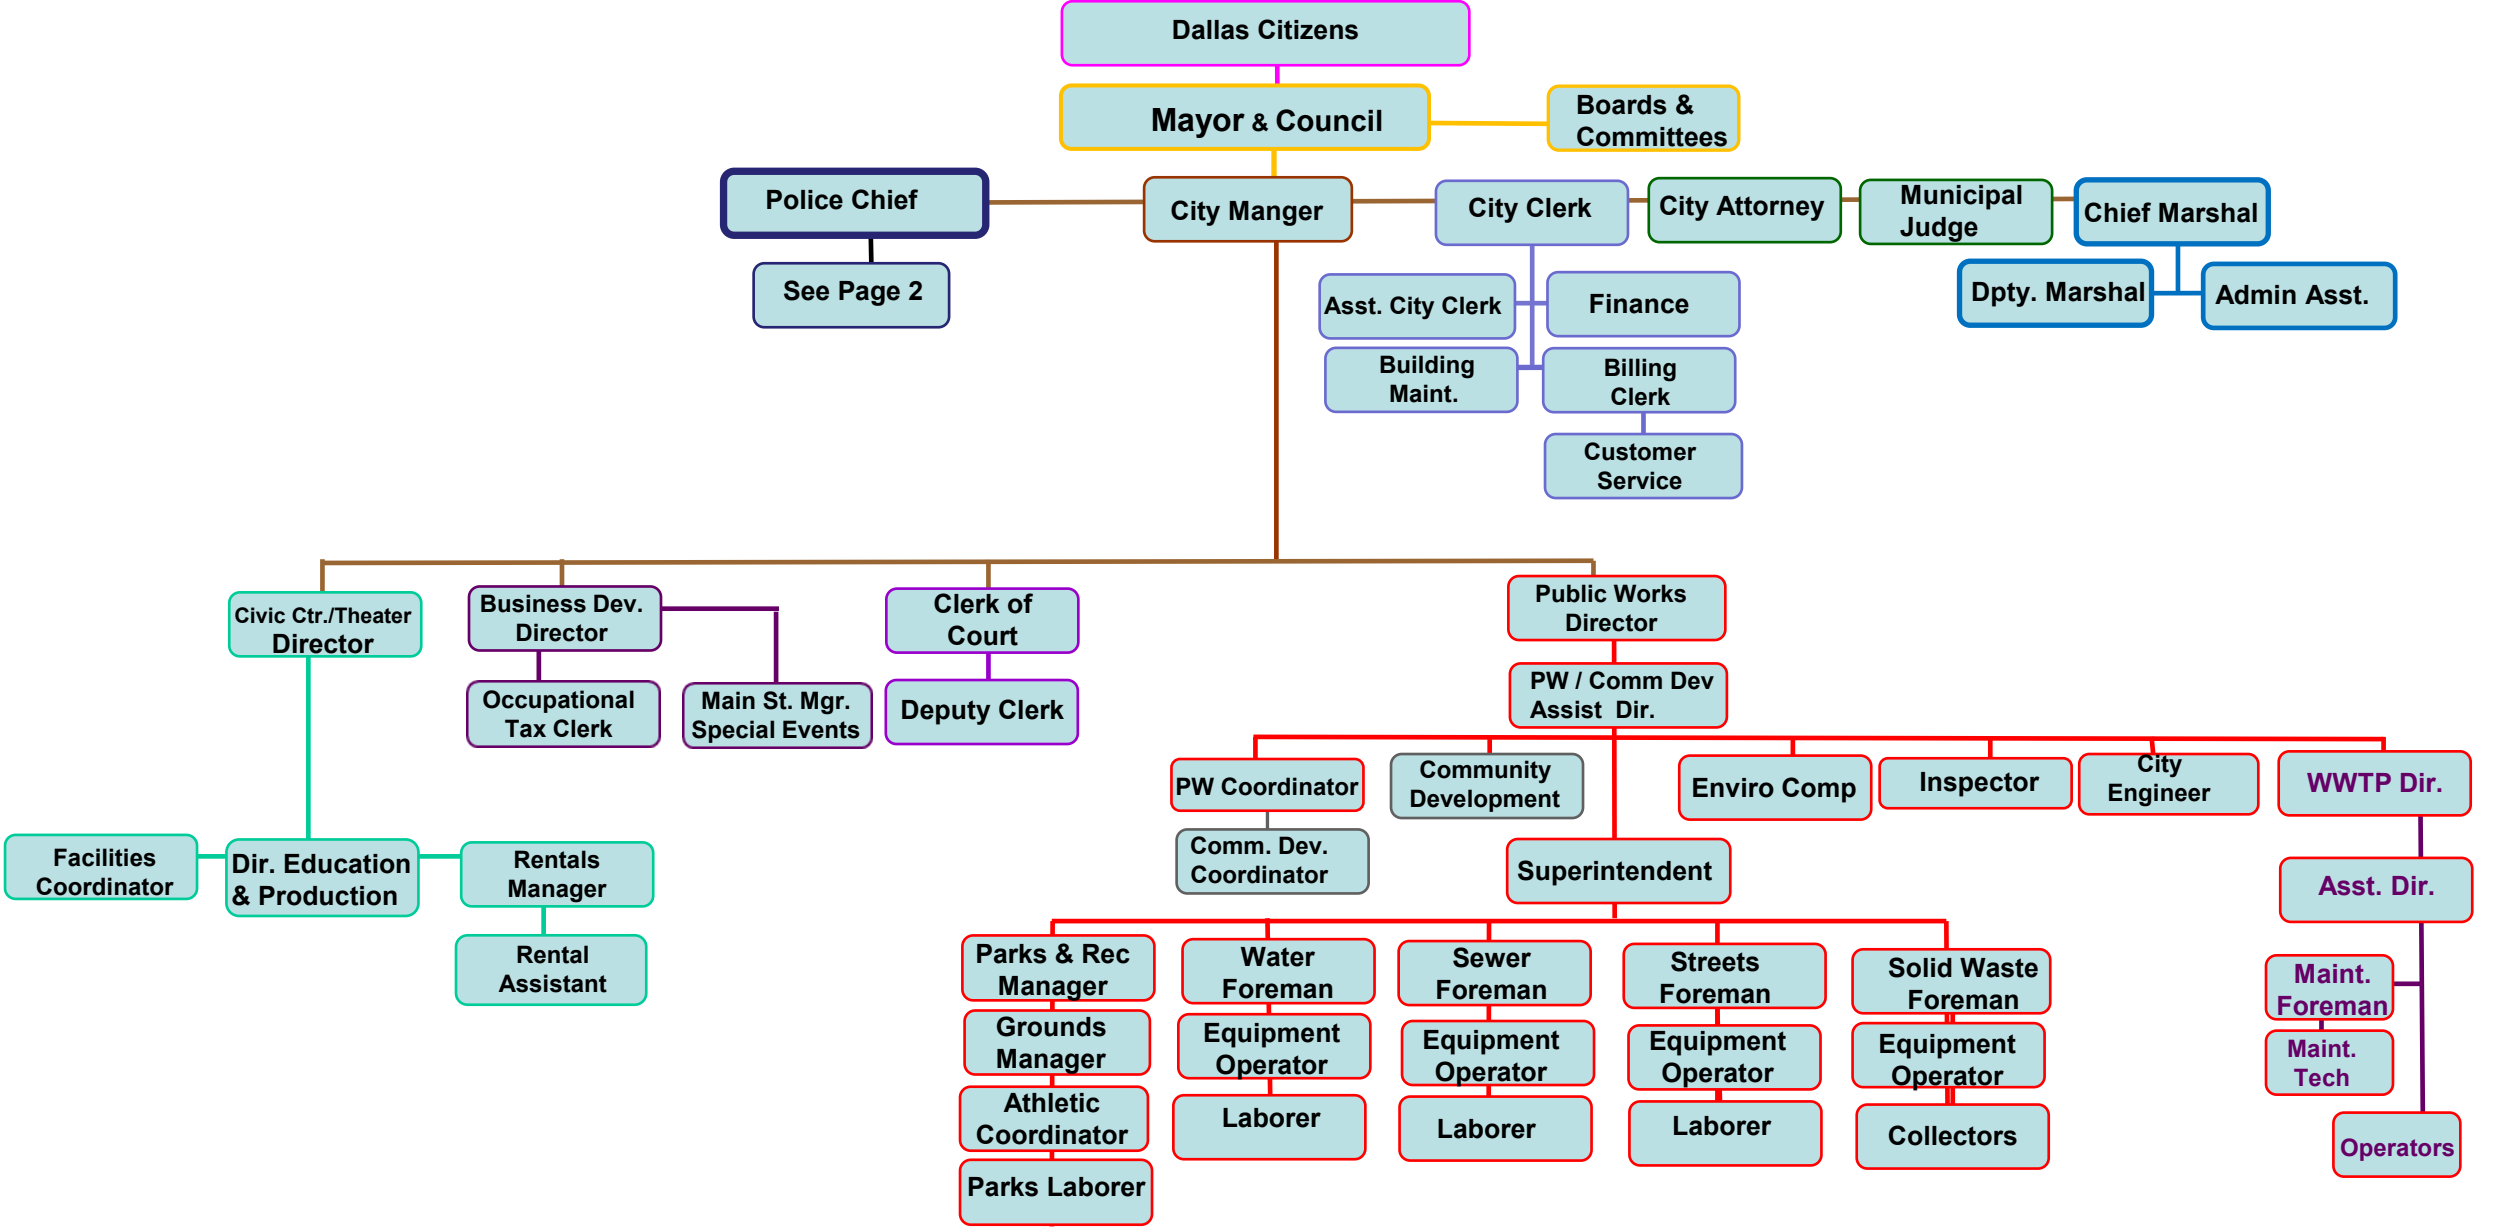 Dallas Citizens
Mayor & Council
Boards &
Committees
Police Chief
City Manger
City Clerk
City Attorney
Municipal
Judge
Chief Marshal
See Page 2
Asst. City Clerk
Finance
Dpty. Marshal
Admin Asst.
Building
Maint.
Billing
Clerk
Customer
Service
Civic Ctr./Theater
Director
Business Dev.
Director
Clerk of
Court
Public Works
Director
Occupational
Tax Clerk
Main St. Mgr.
Special Events
Deputy Clerk
PW / Comm Dev
Assist Dir.
PW Coordinator
Community
Development
Enviro Comp
Inspector
City
Engineer
WWTP Dir.
Facilities
Coordinator
Dir. Education
& Production
Rentals
Manager
Comm. Dev.
Coordinator
Superintendent
Asst. Dir.
Rental
Assistant
Parks & Rec
Manager
Water
Foreman
Sewer
Foreman
Streets
Foreman
Solid Waste
Foreman
Maint.
Foreman
Grounds
Manager
Equipment
Operator
Equipment
Operator
Equipment
Operator
Equipment
Operator
Maint.
Tech
Athletic
Coordinator
Laborer
Laborer
Laborer
Collectors
Operators
Parks Laborer